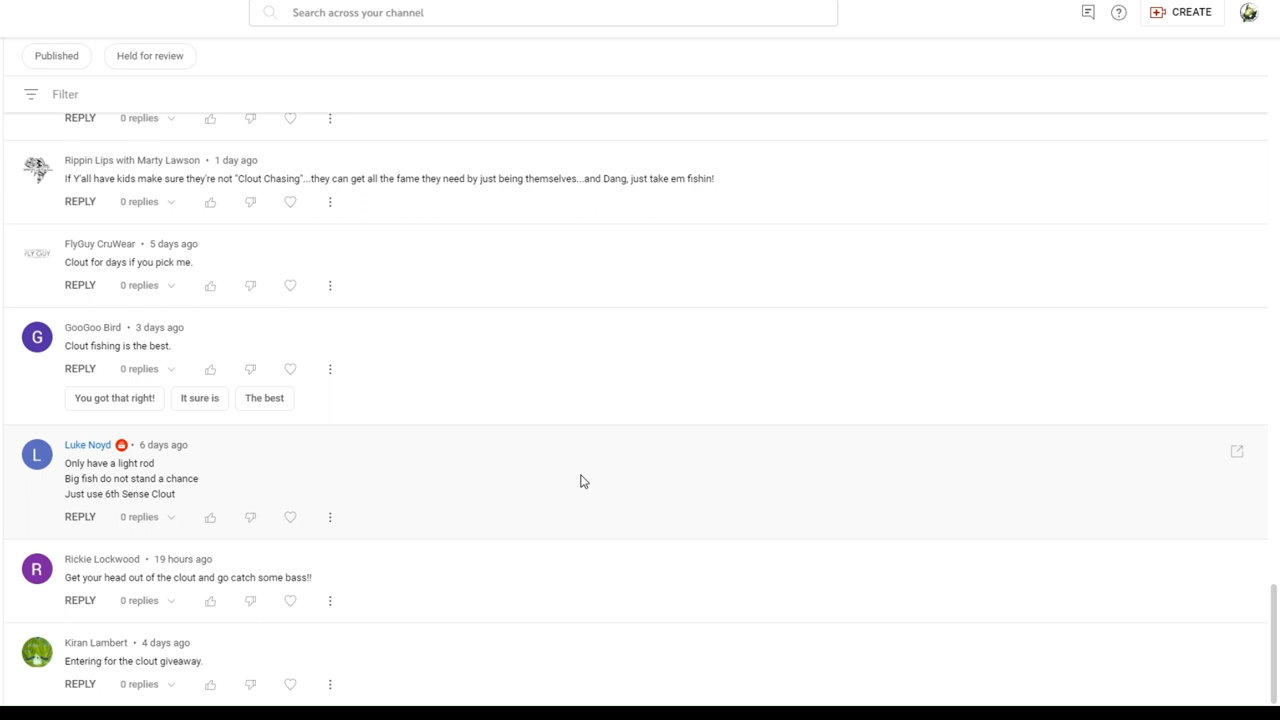 Search across your channel
CREATE
Published
Held for review
Filter
REPLY 0 replies
Rippin Lips with Marty Lawson • 1 day ago
If Y'all have kids make sure they're not "Clout Chasing"...they can get all the fame they need by just being themselves...and Dang, just take em fishin!
REPLY 0 replies
FLY GUY
FlyGuy CruWear • 5 days ago
Clout for days if you pick me.
REPLY 0 replies
G
GooGoo Bird • 3 days ago
Clout fishing is the best.
REPLY 0 replies
You got that right! It sure is The best
L
Luke Noyd • 6 days ago
Only have a light rod
Big fish do not stand a chance
Just use 6th Sense Clout
REPLY 0 replies
R
Rickie Lockwood • 19 hours ago
Get your head out of the clout and go catch some bass!!
REPLY 0 replies
Kiran Lambert • 4 days ago
Entering for the clout giveaway.
REPLY 0 replies